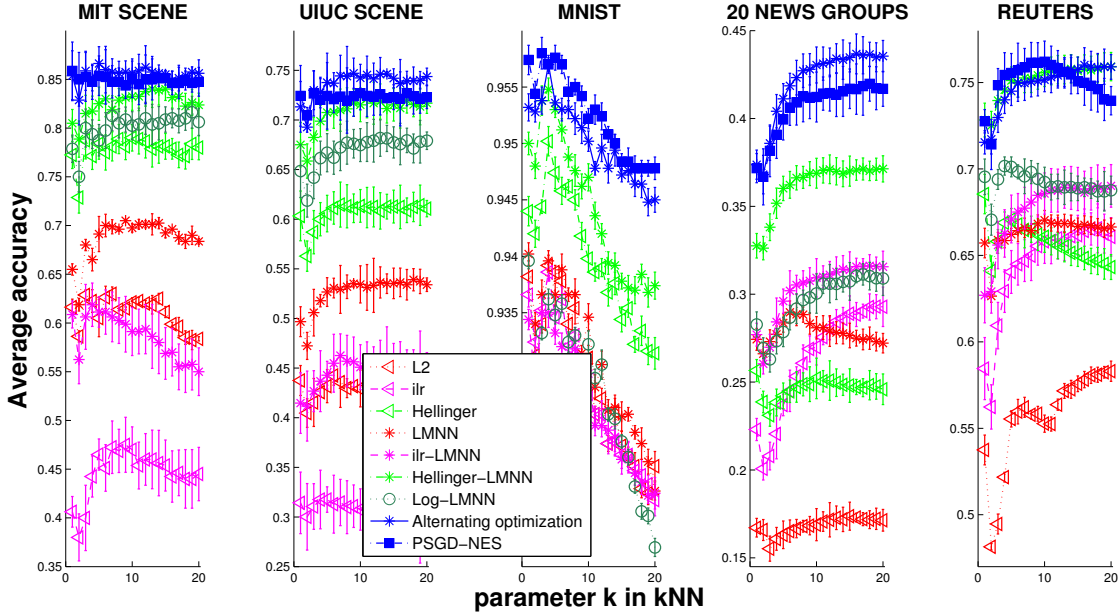 MIT SCENE
UIUC SCENE
MNIST
20 NEWS GROUPS
REUTERS
Average accuracy
0.85
0.8
0.75
0.7
0.65
0.6
0.55
0.5
0.45
0.4
0.35
0 10 20
0.75
0.7
0.65
0.6
0.55
0.5
0.45
0.4
0.35
0.3
0.25
0 10 20
0.955
0.95
0.945
0.94
0.935
0 10 20
0.45
0.4
0.35
0.3
0.25
0.2
0.15
0 10 20
0.75
0.7
0.65
0.6
0.55
0.5
0 10 20
L2
ilr
Hellinger
LMNN
ilr-LMNN
Hellinger-LMNN
Log-LMNN
Alternating optimization
PSGD-NES
parameter k in kNN